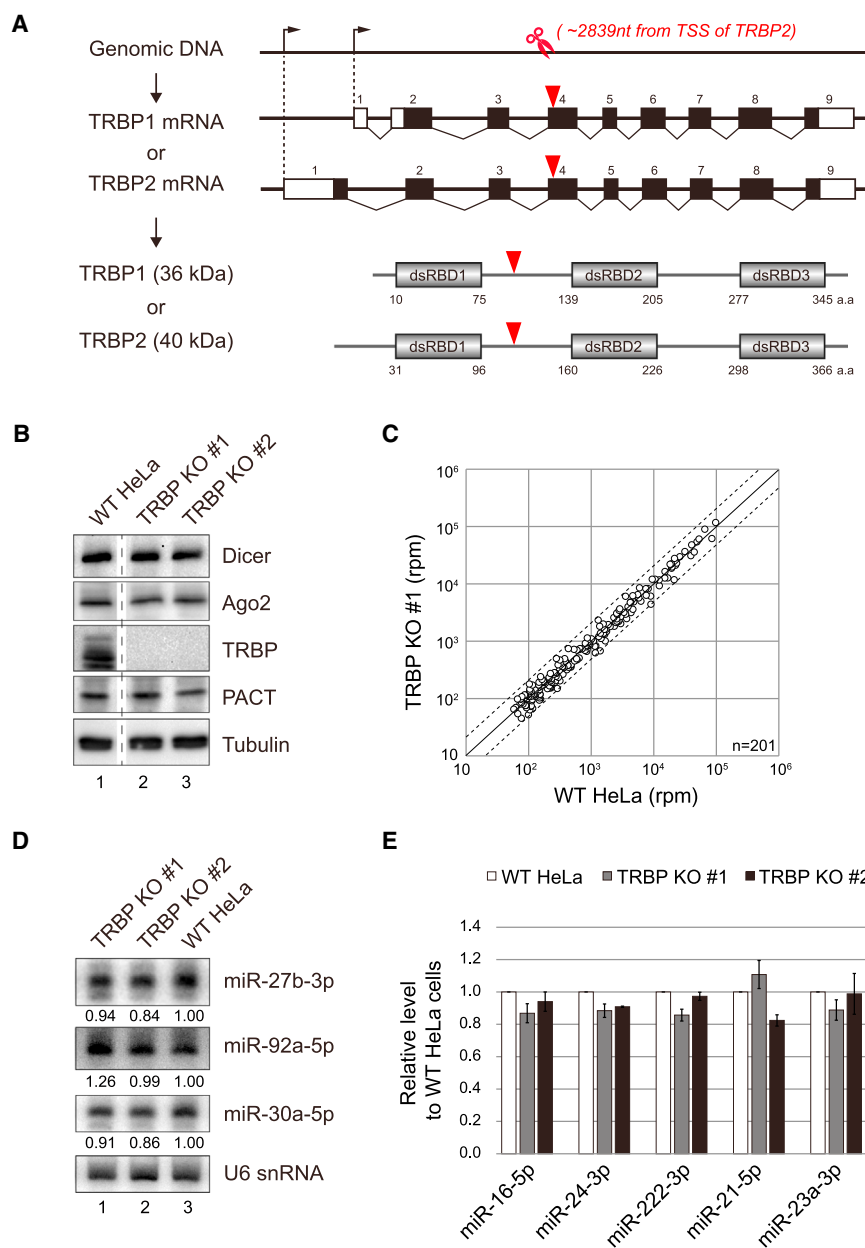 A
( ~2839nt from TSS of TRBP2)
Genomic DNA
1 2 3 4 5 6 7 8 9
TRBP1 mRNA
or
TRBP2 mRNA
1 2 3 4 5 6 7 8 9
TRBP1 (36 kDa)
dsRBD1 dsRBD2 dsRBD3
10 75 139 205 277 345 a.a
or
TRBP2 (40 kDa)
dsRBD1 dsRBD2 dsRBD3
31 96 160 226 298 366 a.a
B
WT HeLa
TRBP KO #1
TRBP KO #2
Dicer
Ago2
TRBP
PACT
Tubulin
1 2 3
C
TRBP KO #1 (rpm)
10⁶
10⁵
10⁴
10³
10²
10
n=201
10 10² 10³ 10⁴ 10⁵ 10⁶
WT HeLa (rpm)
D
TRBP KO #1
TRBP KO #2
WT HeLa
miR-27b-3p
0.94 0.84 1.00
miR-92a-5p
1.26 0.99 1.00
miR-30a-5p
0.91 0.86 1.00
U6 snRNA
1 2 3
E
WT HeLa TRBP KO #1 TRBP KO #2
Relative level
to WT HeLa cells
1.4
1.2
1.0
0.8
0.6
0.4
0.2
0.0
miR-16-5p
miR-24-3p
miR-222-3p
miR-21-5p
miR-23a-3p